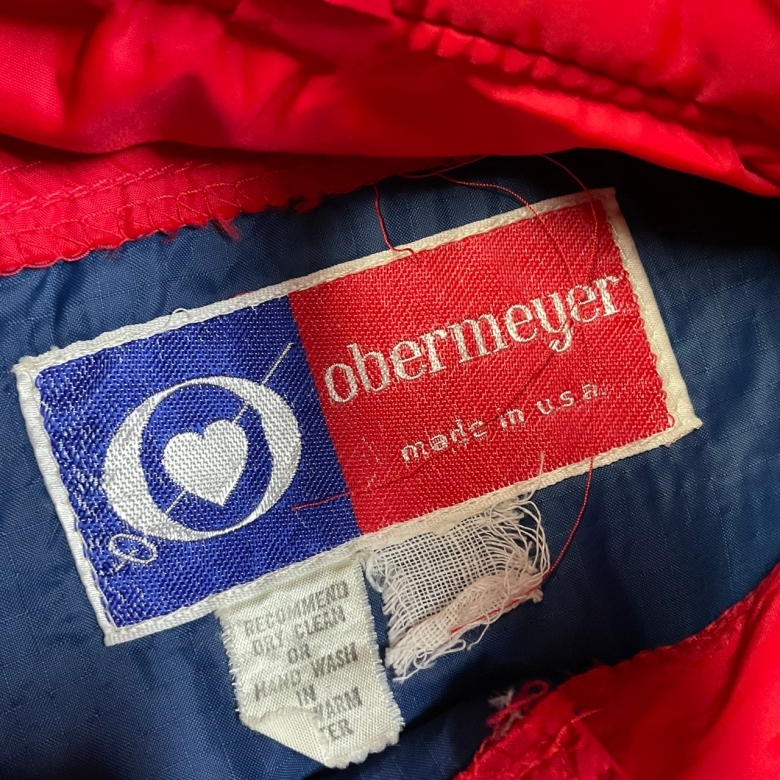 obermeyer
made in u.s.a.
RECOMMEND
DRY CLEAN
OR
HAND WASH
IN